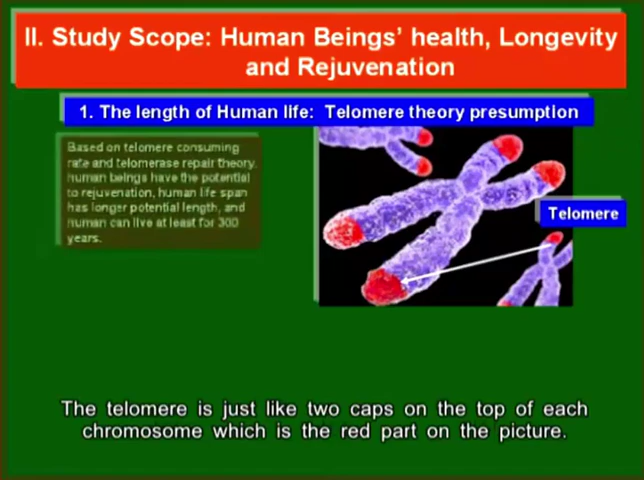 II. Study Scope: Human Beings' health, Longevity
and Rejuvenation
1. The length of Human life: Telomere theory presumption
Based on telomere consuming
rate and telomerase repair theory,
human beings have the potential
to rejuvenation, human life span
has longer potential length, and
human can live at least for 300
years.
Telomere
The telomere is just like two caps on the top of each
chromosome which is the red part on the picture.